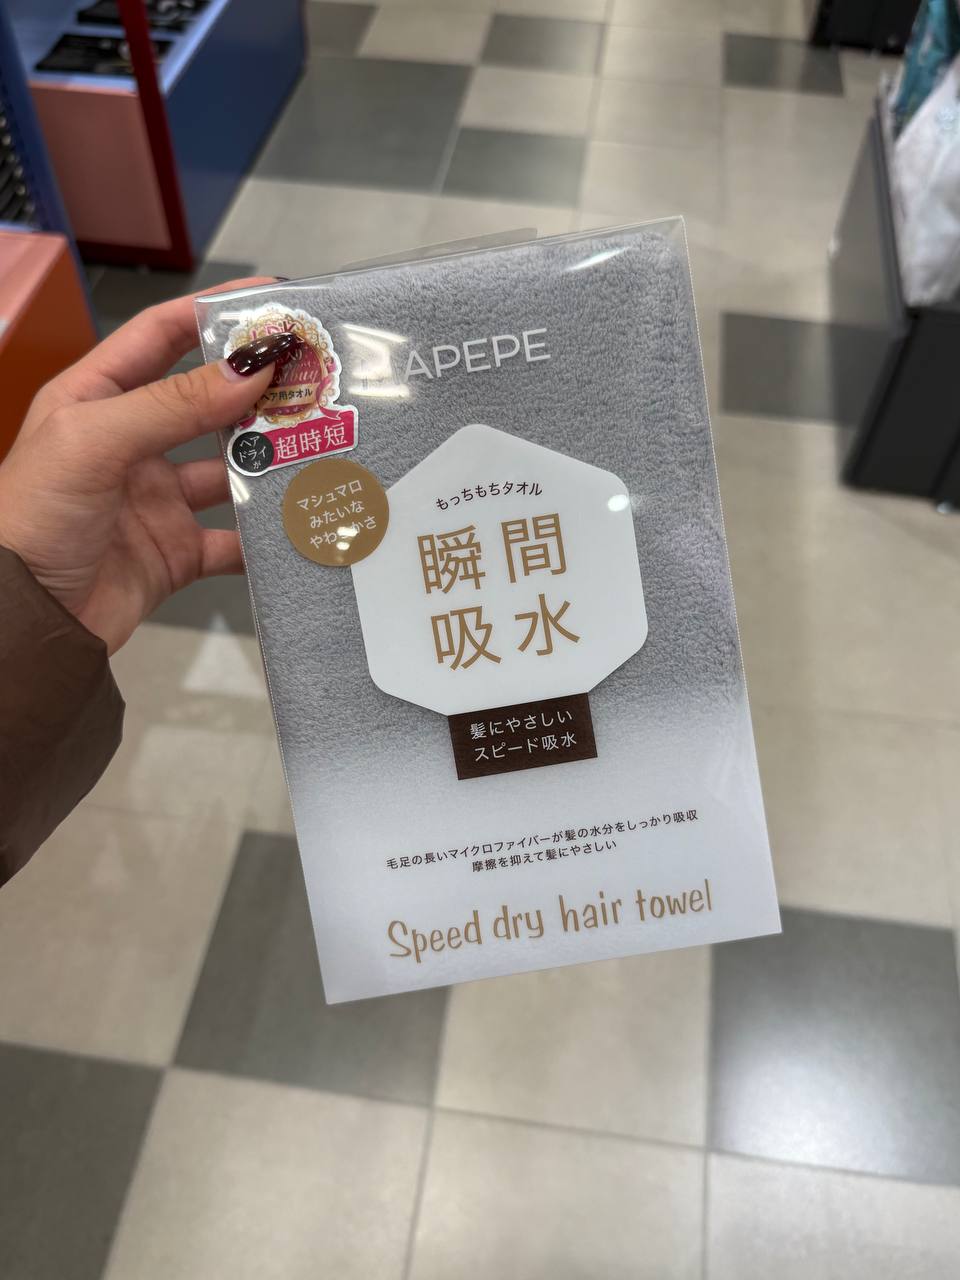 LDK
ヘア用タオル
ヘア
ドライ
が
超時短
APEPE
マシュマロ
みたいな
やわらかさ
もっちもちタオル
瞬間
吸水
髪にやさしい
スピード吸水
毛足の長いマイクロファイバーが髪の水分をしっかり吸収
摩擦を抑えて髪にやさしい
Speed dry hair towel